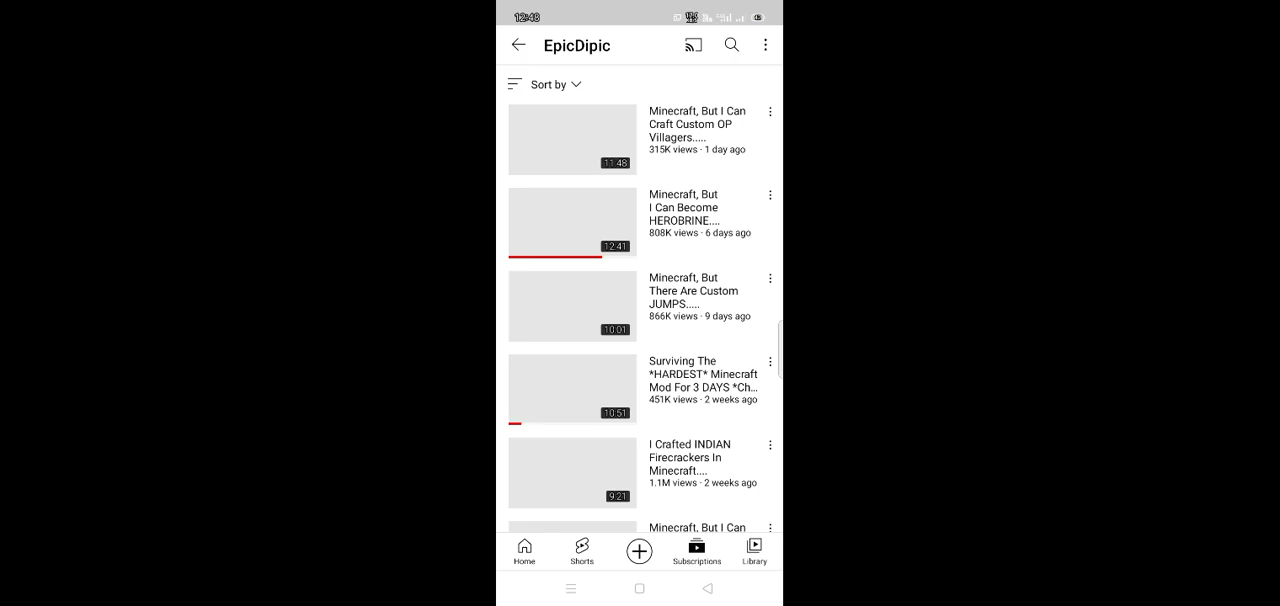 12:48
EpicDipic
Sort by
Minecraft, But I Can
Craft Custom OP
Villagers.....
315K views · 1 day ago
11:48
Minecraft, But
I Can Become
HEROBRINE....
808K views · 6 days ago
12:41
Minecraft, But
There Are Custom
JUMPS.....
866K views · 9 days ago
10:01
Surviving The
*HARDEST* Minecraft
Mod For 3 DAYS *Ch...
451K views · 2 weeks ago
10:51
I Crafted INDIAN
Firecrackers In
Minecraft....
1.1M views · 2 weeks ago
9:21
Minecraft, But I Can
Home Shorts Subscriptions Library